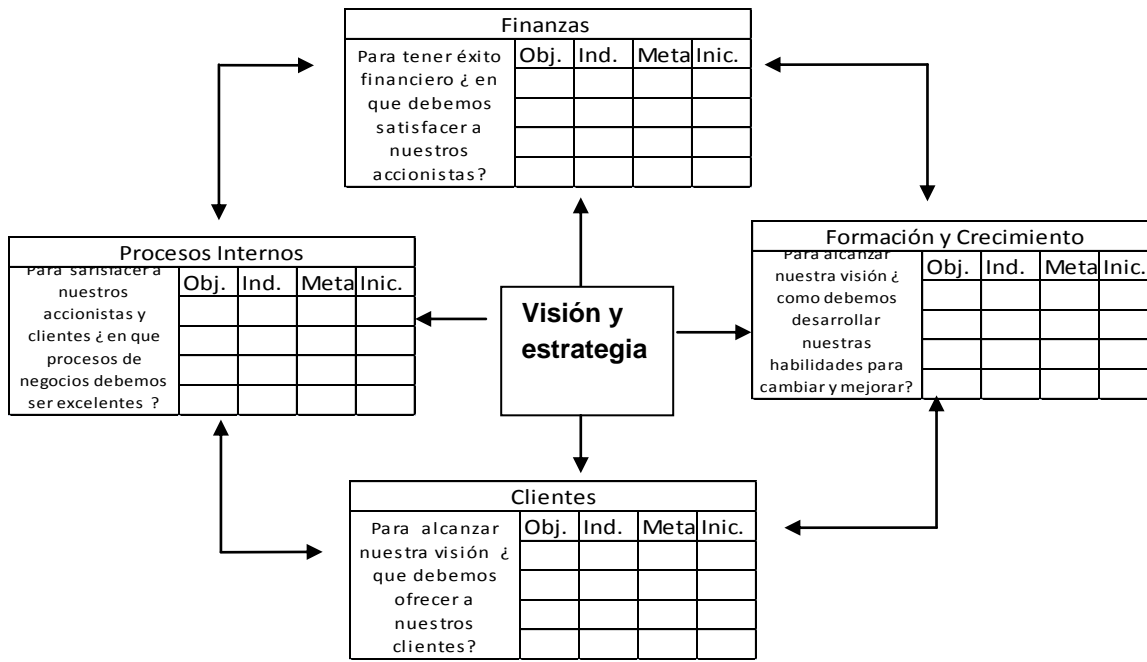 Finanzas
Para tener éxito
financiero ¿ en
que debemos
satisfacer a
nuestros
accionistas?
Obj. Ind. Meta Inic.
Procesos Internos
Para satisfacer a
nuestros
accionistas y
clientes ¿ en que
procesos de
negocios debemos
ser excelentes ?
Obj. Ind. Meta Inic.
Visión y
estrategia
Formación y Crecimiento
Para alcanzar
nuestra visión ¿
como debemos
desarrollar
nuestras
habilidades para
cambiar y mejorar?
Obj. Ind. Meta Inic.
Clientes
Para alcanzar
nuestra visión ¿
que debemos
ofrecer a
nuestros
clientes?
Obj. Ind. Meta Inic.